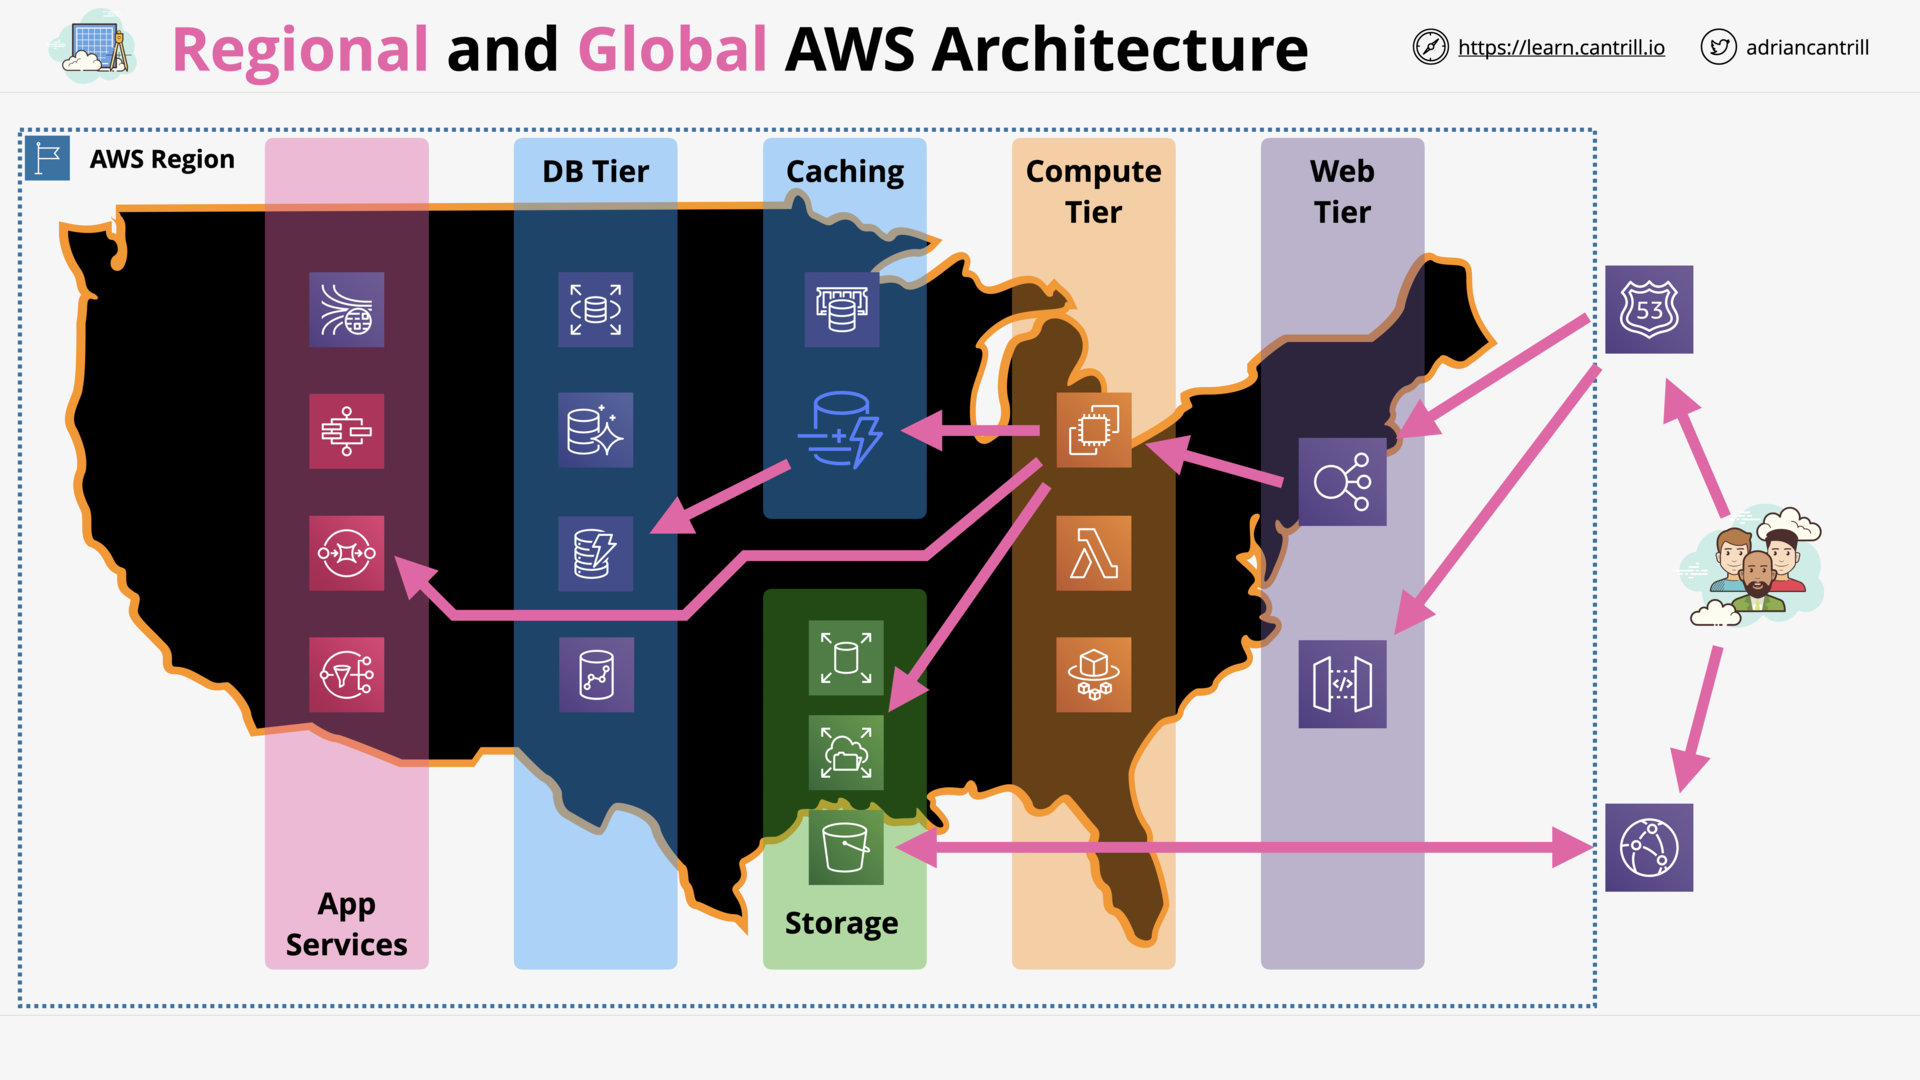 Regional and Global AWS Architecture
https://learn.cantrill.io
adriancantrill
AWS Region
DB Tier
Caching
Compute
Tier
Web
Tier
53
</>
App
Services
Storage